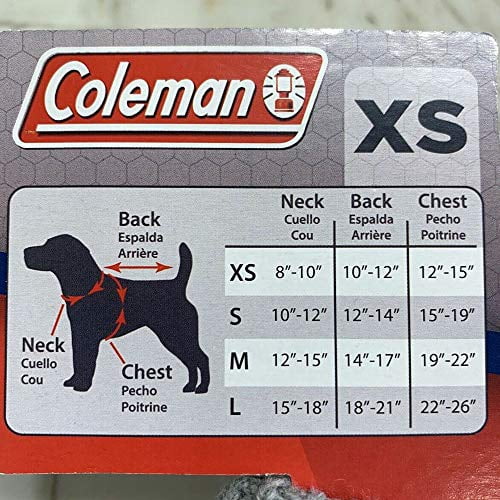 Coleman
XS
Back
Espalda
Arrière
Neck
Cuello
Cou
Chest
Pecho
Poitrine
Neck Back Chest
Cuello Espalda Pecho
Cou Arrière Poitrine
XS 8”-10” 10”-12” 12”-15”
S 10”-12” 12”-14” 15”-19”
M 12”-15” 14”-17” 19”-22”
L 15”-18” 18”-21” 22”-26”